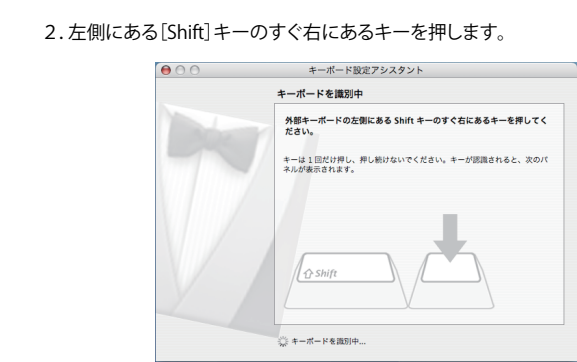 ２. 左側にある[Shift]キーのすぐ右にあるキーを押します。
キーボード設定アシスタント
キーボードを識別中
外部キーボードの左側にある Shift キーのすぐ右にあるキーを押してく
ださい。
キーは 1 回だけ押し、押し続けないでください。キーが認識されると、次のパ
ネルが表示されます。
⇧ Shift
キーボードを識別中...